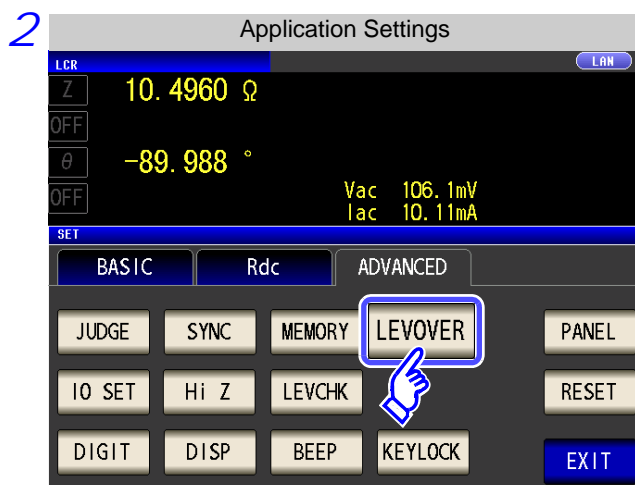 2
Application Settings
LCR
LAN
Z 10.4960 Ω
OFF
θ -89.988 °
OFF
Vac 106.1mV
Iac 10.11mA
SET
BASIC Rdc ADVANCED
JUDGE SYNC MEMORY LEVOVER PANEL
IO SET Hi Z LEVCHK RESET
DIGIT DISP BEEP KEYLOCK EXIT